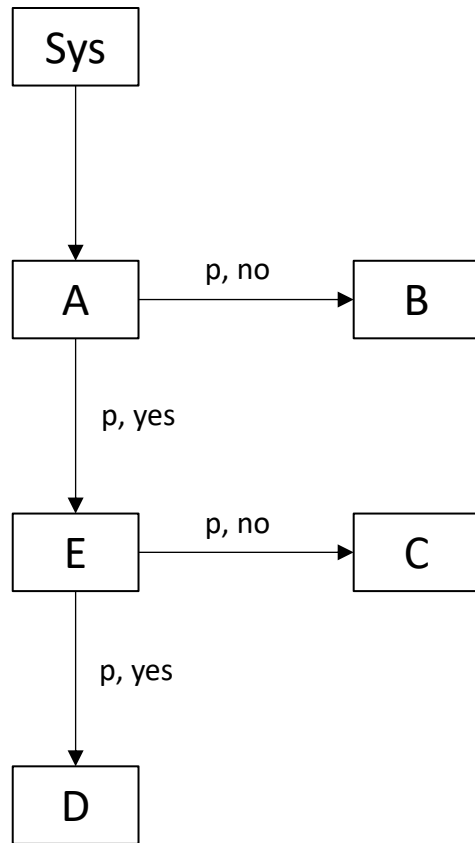 Sys
p, no
A
B
p, yes
p, no
E
C
p, yes
D